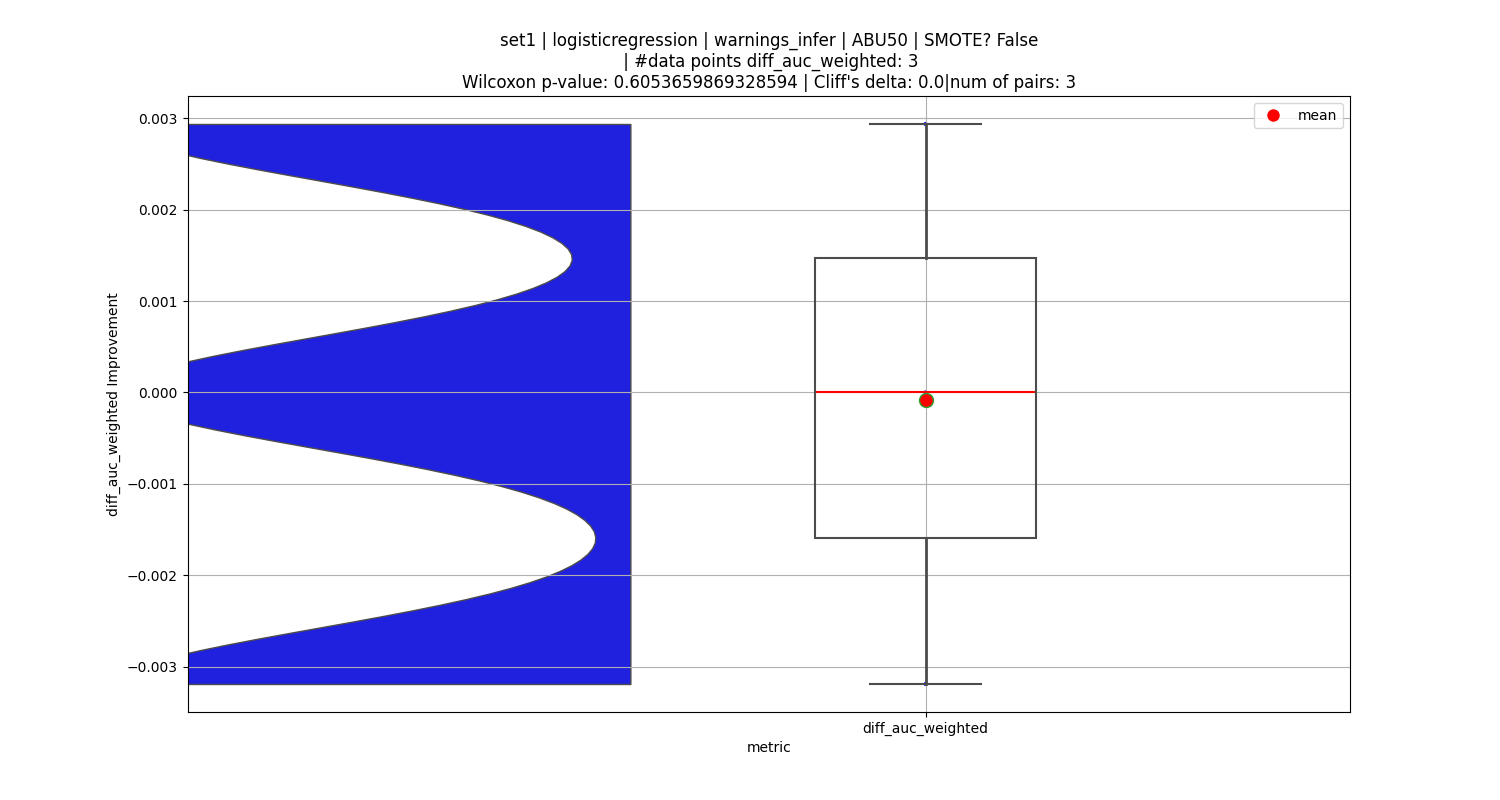 set1 | logisticregression | warnings_infer | ABU50 | SMOTE? False
| #data points diff_auc_weighted: 3
Wilcoxon p-value: 0.6053659869328594 | Cliff's delta: 0.0|num of pairs: 3
mean
0.003
0.002
0.001
0.000
−0.001
−0.002
−0.003
diff_auc_weighted Improvement
diff_auc_weighted
metric